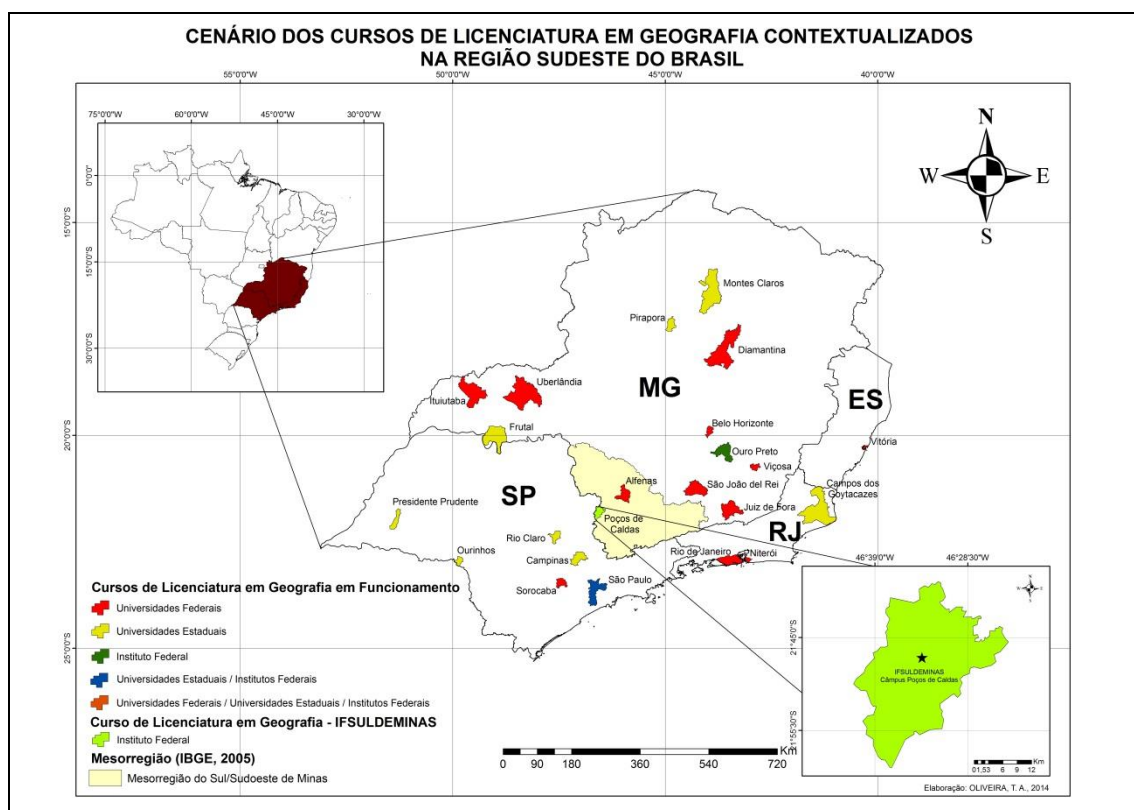 CENÁRIO DOS CURSOS DE LICENCIATURA EM GEOGRAFIA CONTEXTUALIZADOS
NA REGIÃO SUDESTE DO BRASIL
55°0'0"W
50°0'0"W
45°0'0"W
40°0'0"W
75°0'0"W
60°0'0"W
45°0'0"W
30°0'0"W
0°0'0"
15°0'0"S
30°0'0"S
15°0'0"S
20°0'0"S
25°0'0"S
N
W
E
S
Montes Claros
Pirapora
Diamantina
MG
ES
Uberlândia
Ituiutaba
Frutal
Belo Horizonte
Ouro Preto
Vitória
Viçosa
Alfenas
São João del Rei
Campos dos
Goytacazes
SP
Juiz de Fora
Presidente Prudente
Poços de
Caldas
RJ
Rio Claro
Ourinhos
Campinas
Rio de Janeiro
Niterói
São Paulo
Sorocaba
46°39'0"W
46°28'30"W
21°45'0"S
21°55'30"S
IFSULDEMINAS
Câmpus Poços de Caldas
Km
01,53 6 9 12
Cursos de Licenciatura em Geografia em Funcionamento
Universidades Federais
Universidades Estaduais
Instituto Federal
Universidades Estaduais / Institutos Federais
Universidades Federais / Universidades Estaduais / Institutos Federais
Curso de Licenciatura em Geografia - IFSULDEMINAS
Instituto Federal
Mesorregião (IBGE, 2005)
Mesorregião do Sul/Sudoeste de Minas
Km
0 90 180 360 540 720
Elaboração: OLIVEIRA, T. A., 2014